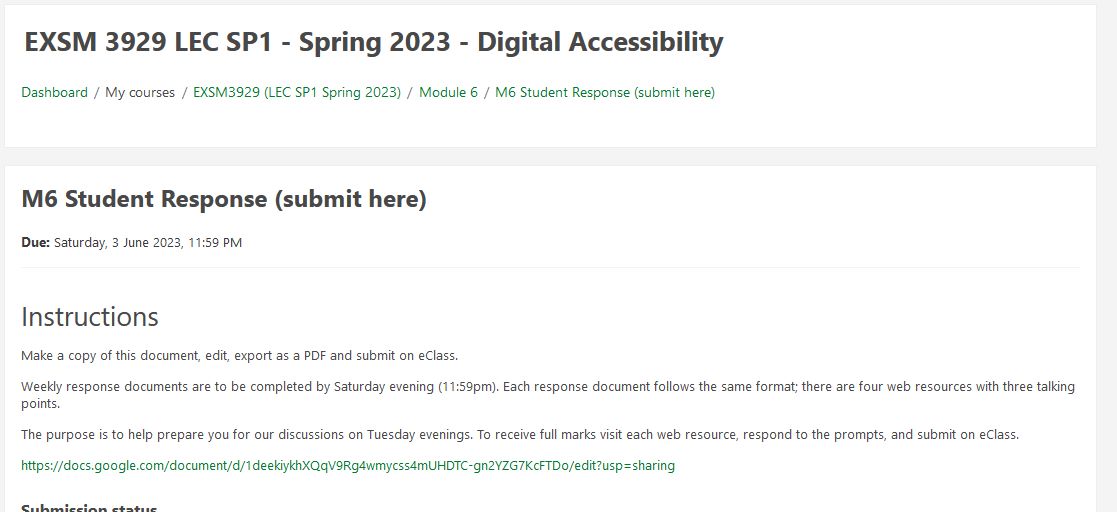 EXSM 3929 LEC SP1 - Spring 2023 - Digital Accessibility
Dashboard / My courses / EXSM3929 (LEC SP1 Spring 2023) / Module 6 / M6 Student Response (submit here)
M6 Student Response (submit here)
Due: Saturday, 3 June 2023, 11:59 PM
Instructions
Make a copy of this document, edit, export as a PDF and submit on eClass.
Weekly response documents are to be completed by Saturday evening (11:59pm). Each response document follows the same format; there are four web resources with three talking
points.
The purpose is to help prepare you for our discussions on Tuesday evenings. To receive full marks visit each web resource, respond to the prompts, and submit on eClass.
https://docs.google.com/document/d/1deekiykhXQqV9Rg4wmycss4mUHDTC-gn2YZG7KcFTDo/edit?usp=sharing
Submission status